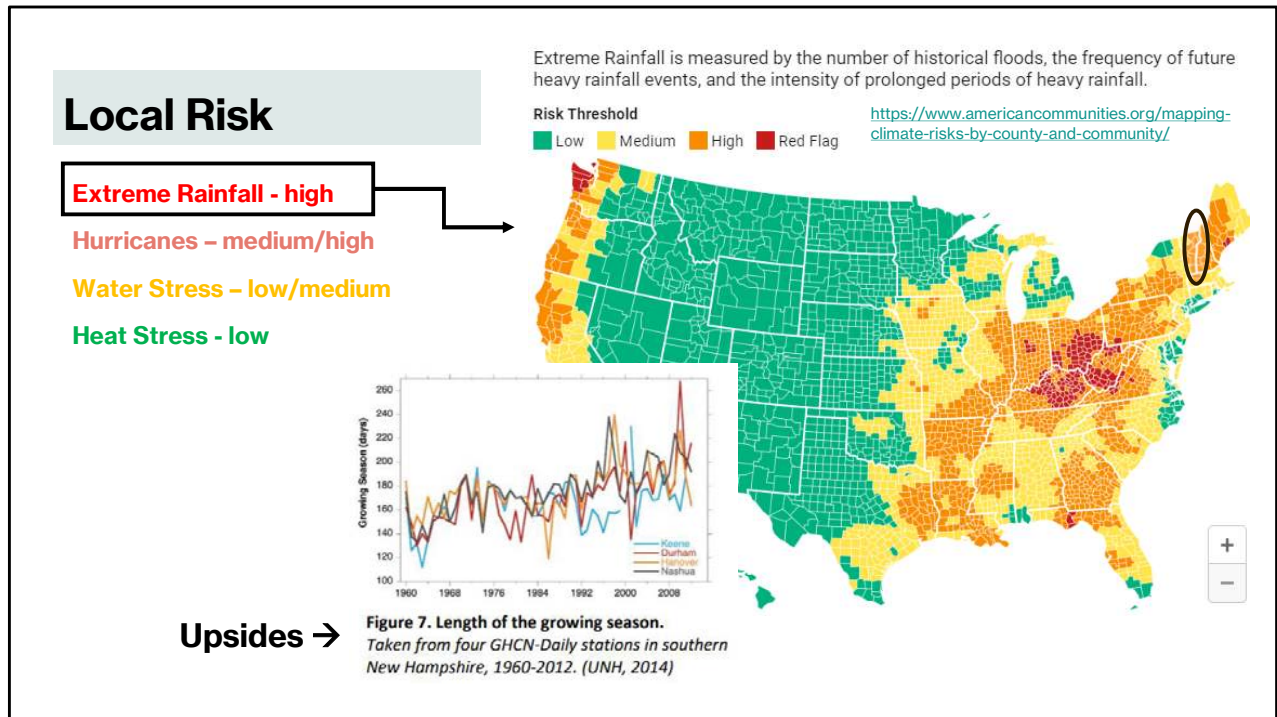 Local Risk
Extreme Rainfall - high
Hurricanes – medium/high
Water Stress – low/medium
Heat Stress - low
Extreme Rainfall is measured by the number of historical floods, the frequency of future
heavy rainfall events, and the intensity of prolonged periods of heavy rainfall.
Risk Threshold
Low Medium High Red Flag
https://www.americancommunities.org/mapping-
climate-risks-by-county-and-community/
+
−
Growing Season (days)
260
240
220
200
180
160
140
120
100
1960 1968 1976 1984 1992 2000 2008
Keene
Durham
Hanover
Nashua
Upsides →
Figure 7. Length of the growing season.
Taken from four GHCN-Daily stations in southern
New Hampshire, 1960-2012. (UNH, 2014)